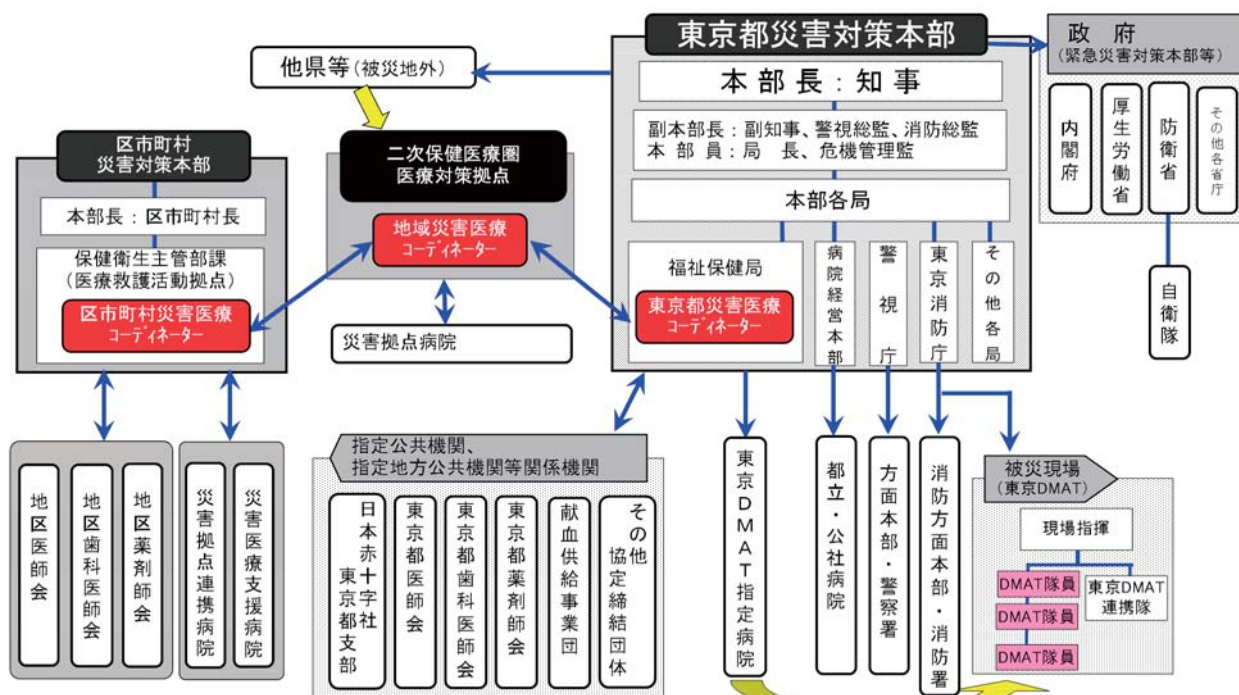 東京都災害対策本部
本部長：知事
副本部長：副知事、警視総監、消防総監
本部員：局長、危機管理監
本部各局
福祉保健局
東京都災害医療
コーディネーター
病院経営本部
警視庁
東京消防庁
その他各局
政府
(緊急災害対策本部等)
内閣府
厚生労働省
防衛省
その他各省庁
自衛隊
他県等(被災地外)
二次保健医療圏
医療対策拠点
地域災害医療
コーディネーター
災害拠点病院
区市町村
災害対策本部
本部長：区市町村長
保健衛生主管部課
(医療救護活動拠点)
区市町村災害医療
コーディネーター
地区医師会
地区歯科医師会
地区薬剤師会
災害拠点連携病院
災害医療支援病院
指定公共機関、
指定地方公共機関等関係機関
日本赤十字社
東京都支部
東京都医師会
東京都歯科医師会
東京都薬剤師会
献血供給事業団
その他
協定締結団体
東京DMAT指定病院
都立・公社病院
方面本部・警察署
消防方面本部・消防署
被災現場
(東京DMAT)
現場指揮
DMAT隊員
DMAT隊員
DMAT隊員
東京DMAT
連携隊